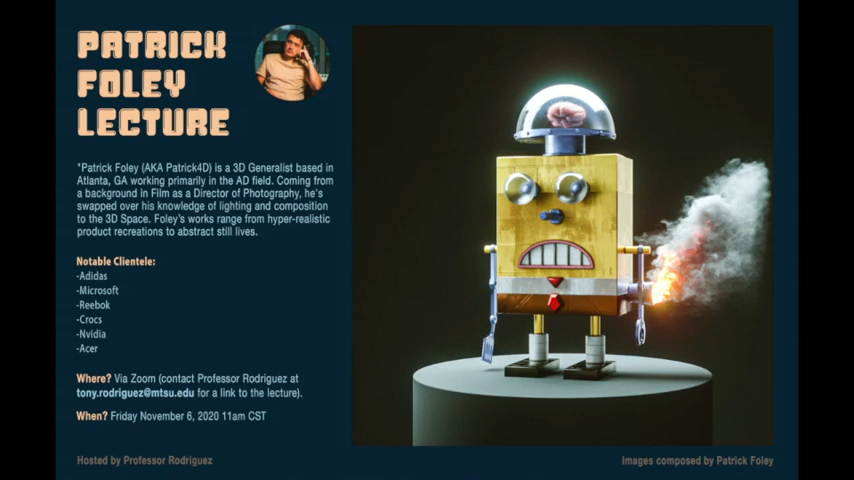 PATRICK
FOLEY
LECTURE
"Patrick Foley (AKA Patrick4D) is a 3D Generalist based in
Atlanta, GA working primarily in the AD field. Coming from
a background in Film as a Director of Photography, he's
swapped over his knowledge of lighting and composition
to the 3D Space. Foley's works range from hyper-realistic
product recreations to abstract still lives.
Notable Clientele:
-Adidas
-Microsoft
-Reebok
-Crocs
-Nvidia
-Acer
Where? Via Zoom (contact Professor Rodriguez at
tony.rodriguez@mtsu.edu for a link to the lecture).
When? Friday November 6, 2020 11am CST
Hosted by Professor Rodriguez
Images composed by Patrick Foley